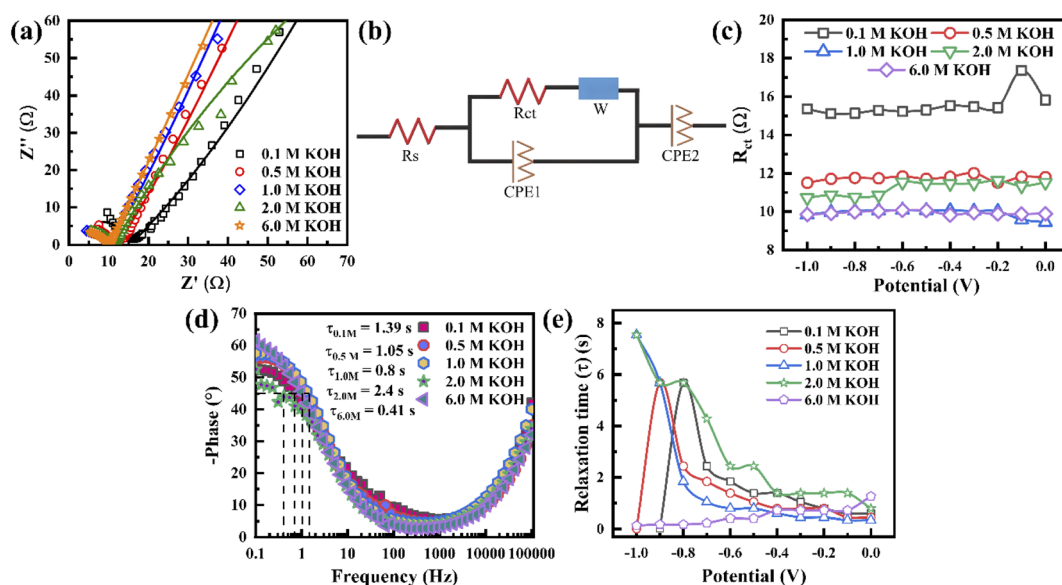 (a)
Z'' (Ω)
60
50
40
30
20
10
0
0 10 20 30 40 50 60 70
Z' (Ω)
0.1 M KOH
0.5 M KOH
1.0 M KOH
2.0 M KOH
6.0 M KOH
(b)
Rs
Rct
W
CPE1
CPE2
(c)
Rct (Ω)
20
18
16
14
12
10
8
-1.0 -0.8 -0.6 -0.4 -0.2 0.0
Potential (V)
0.1 M KOH 0.5 M KOH
1.0 M KOH 2.0 M KOH
6.0 M KOH
(d)
-Phase (°)
70
60
50
40
30
20
10
0
0.1 1 10 100 1000 10000 100000
Frequency (Hz)
τ0.1M = 1.39 s
τ0.5 M = 1.05 s
τ1.0M = 0.8 s
τ2.0M = 2.4 s
τ6.0M = 0.41 s
0.1 M KOH
0.5 M KOH
1.0 M KOH
2.0 M KOH
6.0 M KOH
(e)
Relaxation time (τ) (s)
8
6
4
2
0
-1.0 -0.8 -0.6 -0.4 -0.2 0.0
Potential (V)
0.1 M KOH
0.5 M KOH
1.0 M KOH
2.0 M KOH
6.0 M KOH